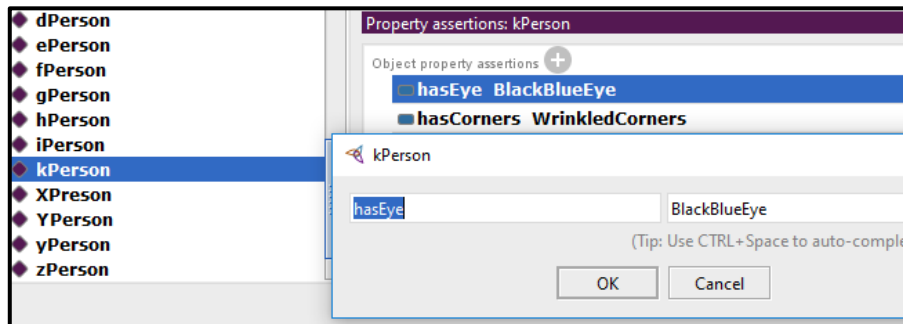 dPerson
ePerson
fPerson
gPerson
hPerson
iPerson
kPerson
XPreson
YPerson
yPerson
zPerson
Property assertions: kPerson
Object property assertions
hasEye BlackBlueEye
hasCorners WrinkledCorners
kPerson
hasEye BlackBlueEye
(Tip: Use CTRL+Space to auto-comple
OK Cancel